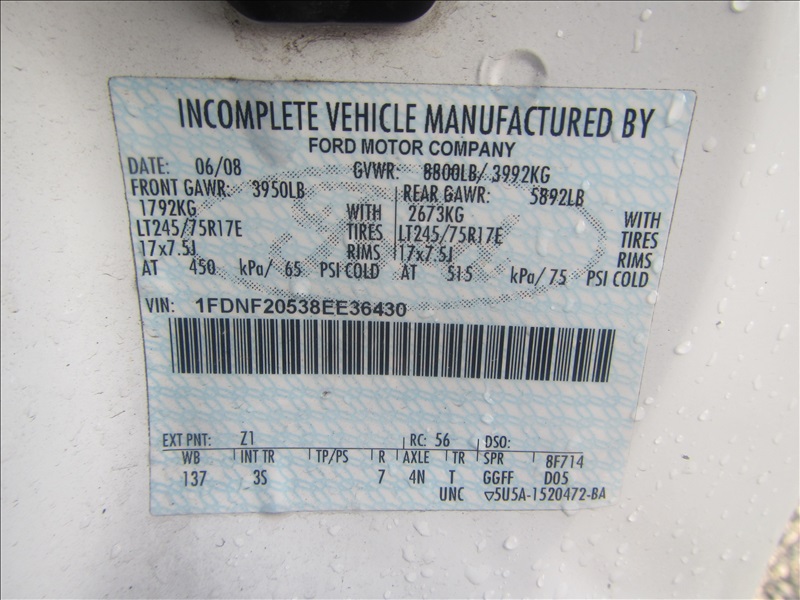 INCOMPLETE VEHICLE MANUFACTURED BY
FORD MOTOR COMPANY
DATE: 06/08 GVWR: 8800LB/ 3992KG
FRONT GAWR: 3950LB REAR GAWR: 5892LB
1792KG WITH 2673KG WITH
LT245/75R17E TIRES LT245/75R17E TIRES
17x7.5J RIMS 17x7.5J RIMS
AT 450 kPa/ 65 PSI COLD AT 515 kPa/ 75 PSI COLD
VIN: 1FDNF20538EE36430
EXT PNT: Z1 RC: 56 DSO:
WB INT TR TP/PS R AXLE TR SPR 8F714
137 3S 7 4N T GGFF D05
UNC ▽5U5A-1520472-BA